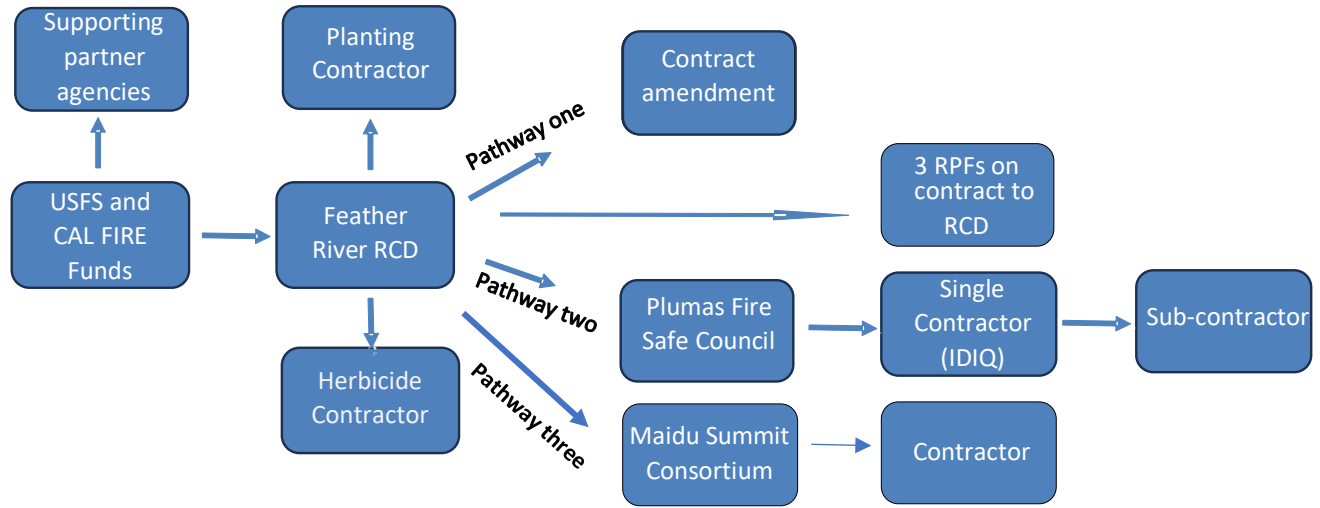 Supporting
partner
agencies
Planting
Contractor
Contract
amendment
Pathway one
3 RPFs on
contract to
RCD
USFS and
CAL FIRE
Funds
Feather
River RCD
Pathway two
Plumas Fire
Safe Council
Single
Contractor
(IDIQ)
Sub-contractor
Herbicide
Contractor
Pathway three
Maidu Summit
Consortium
Contractor